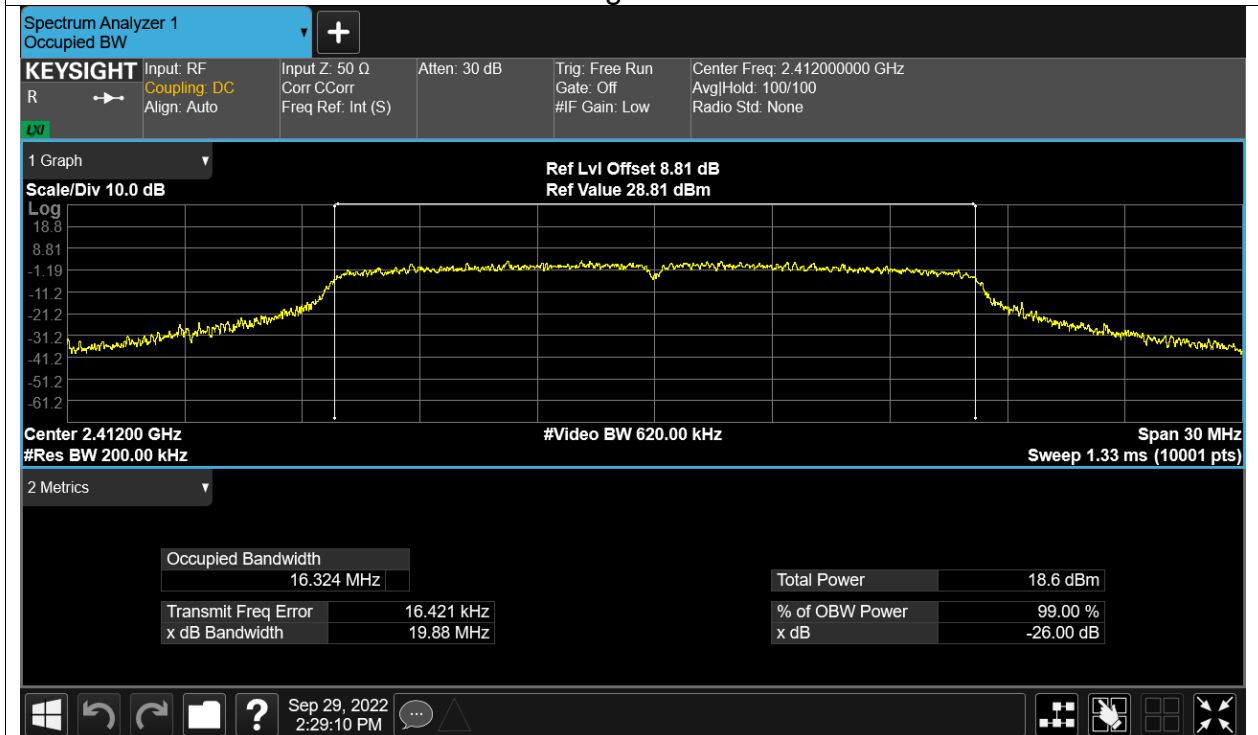 Spectrum Analyzer 1
Occupied BW
+
KEYSIGHT
R
LXI
Input: RF
Coupling: DC
Align: Auto
Input Z: 50 Ω
Corr CCorr
Freq Ref: Int (S)
Atten: 30 dB
Trig: Free Run
Gate: Off
#IF Gain: Low
Center Freq: 2.412000000 GHz
Avg|Hold: 100/100
Radio Std: None
1 Graph
Scale/Div 10.0 dB
Ref Lvl Offset 8.81 dB
Ref Value 28.81 dBm
Log
18.8
8.81
-1.19
-11.2
-21.2
-31.2
-41.2
-51.2
-61.2
Center 2.41200 GHz
#Video BW 620.00 kHz
Span 30 MHz
#Res BW 200.00 kHz
Sweep 1.33 ms (10001 pts)
2 Metrics
Occupied Bandwidth
16.324 MHz
Total Power 18.6 dBm
Transmit Freq Error 16.421 kHz
% of OBW Power 99.00 %
x dB Bandwidth 19.88 MHz
x dB -26.00 dB
?
Sep 29, 2022
2:29:10 PM